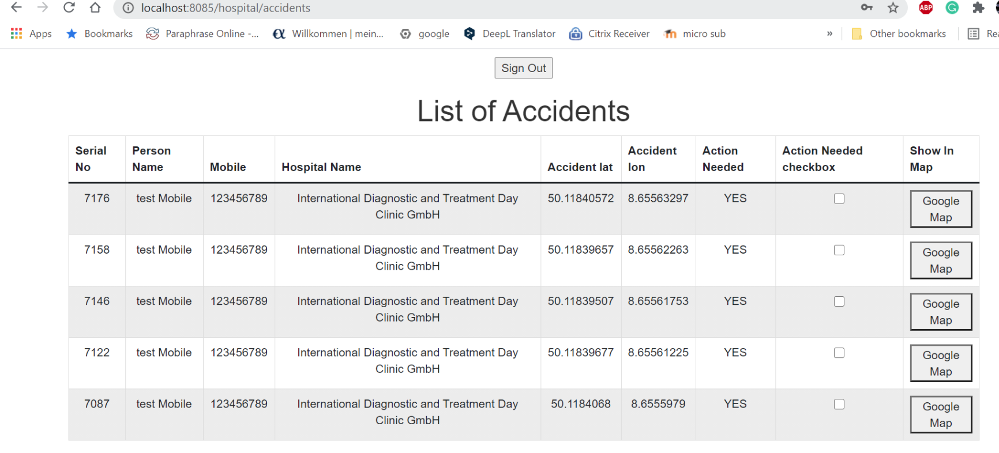 localhost:8085/hospital/accidents
ABP
Apps Bookmarks Paraphrase Online -... Willkommen | mein... google DeepL Translator Citrix Receiver micro sub » Other bookmarks
Sign Out
List of Accidents
Serial No Person Name Mobile Hospital Name Accident lat Accident lon Action Needed Action Needed checkbox Show In Map
7176 test Mobile 123456789 International Diagnostic and Treatment Day Clinic GmbH 50.11840572 8.65563297 YES Google Map
7158 test Mobile 123456789 International Diagnostic and Treatment Day Clinic GmbH 50.11839657 8.65562263 YES Google Map
7146 test Mobile 123456789 International Diagnostic and Treatment Day Clinic GmbH 50.11839507 8.65561753 YES Google Map
7122 test Mobile 123456789 International Diagnostic and Treatment Day Clinic GmbH 50.11839677 8.65561225 YES Google Map
7087 test Mobile 123456789 International Diagnostic and Treatment Day Clinic GmbH 50.1184068 8.6555979 YES Google Map